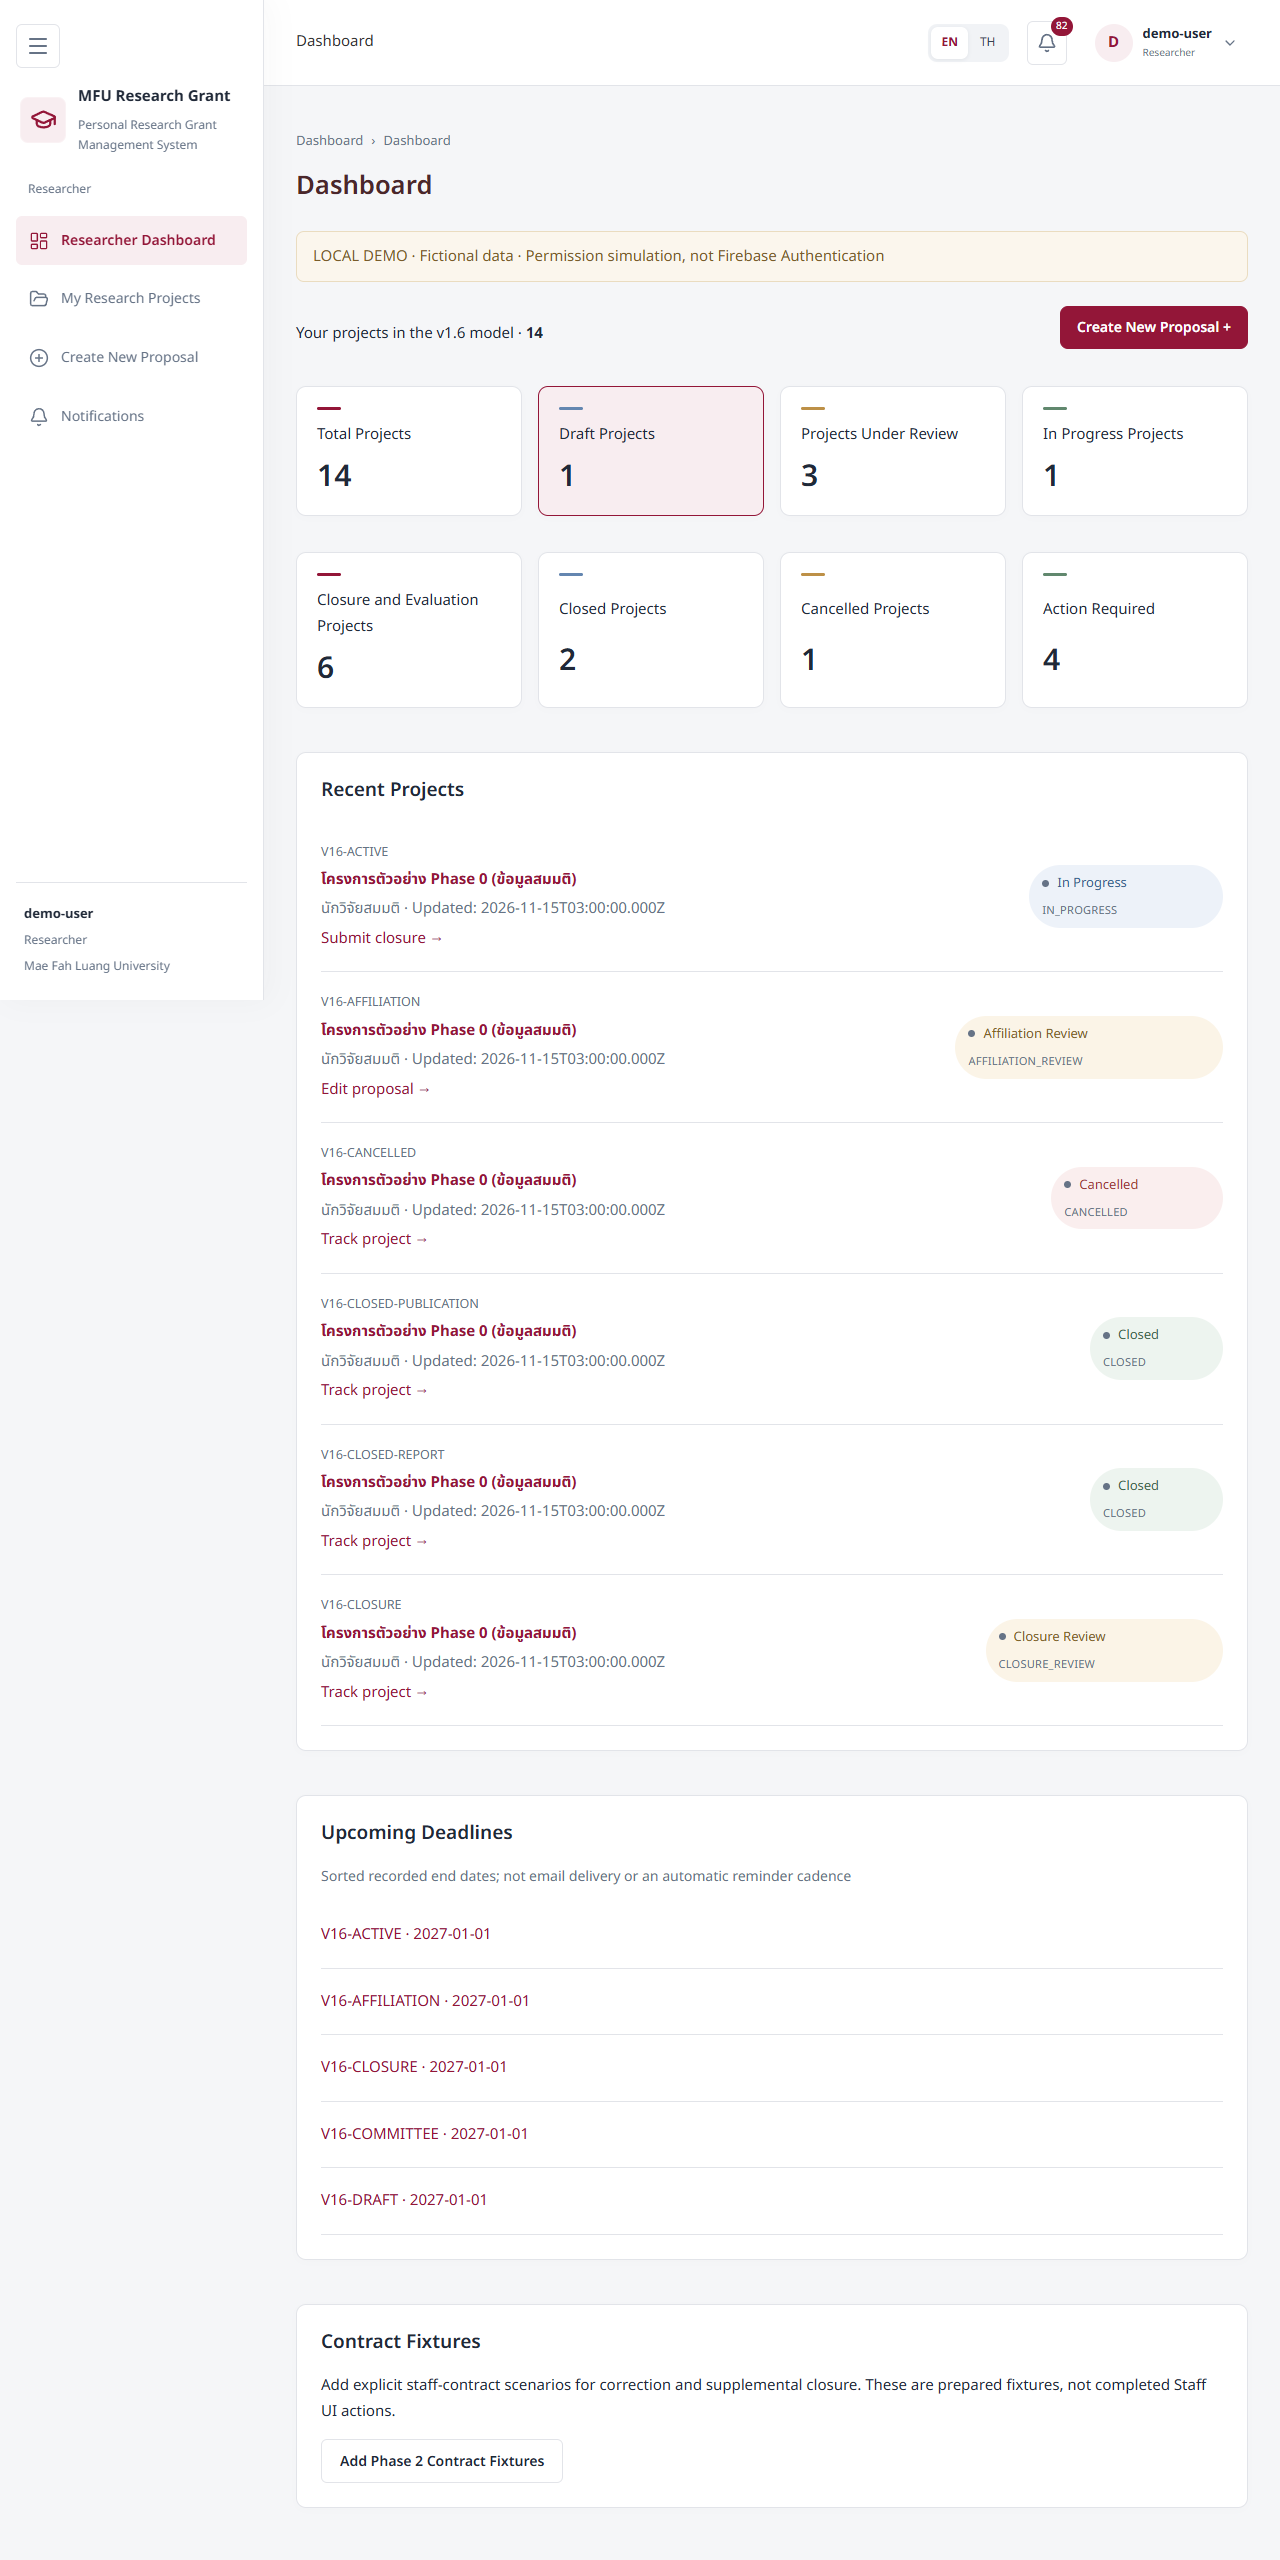 MFU Research Grant
Personal Research Grant
Management System
Researcher
Researcher Dashboard
My Research Projects
Create New Proposal
Notifications
demo-user
Researcher
Mae Fah Luang University
Dashboard
EN TH
82
D
demo-user
Researcher
Dashboard › Dashboard
Dashboard
LOCAL DEMO · Fictional data · Permission simulation, not Firebase Authentication
Your projects in the v1.6 model · 14
Create New Proposal +
Total Projects
14
Draft Projects
1
Projects Under Review
3
In Progress Projects
1
Closure and Evaluation
Projects
6
Closed Projects
2
Cancelled Projects
1
Action Required
4
Recent Projects
V16-ACTIVE
โครงการตัวอย่าง Phase 0 (ข้อมูลสมมติ)
นักวิจัยสมมติ · Updated: 2026-11-15T03:00:00.000Z
Submit closure →
In Progress
IN_PROGRESS
V16-AFFILIATION
โครงการตัวอย่าง Phase 0 (ข้อมูลสมมติ)
นักวิจัยสมมติ · Updated: 2026-11-15T03:00:00.000Z
Edit proposal →
Affiliation Review
AFFILIATION_REVIEW
V16-CANCELLED
โครงการตัวอย่าง Phase 0 (ข้อมูลสมมติ)
นักวิจัยสมมติ · Updated: 2026-11-15T03:00:00.000Z
Track project →
Cancelled
CANCELLED
V16-CLOSED-PUBLICATION
โครงการตัวอย่าง Phase 0 (ข้อมูลสมมติ)
นักวิจัยสมมติ · Updated: 2026-11-15T03:00:00.000Z
Track project →
Closed
CLOSED
V16-CLOSED-REPORT
โครงการตัวอย่าง Phase 0 (ข้อมูลสมมติ)
นักวิจัยสมมติ · Updated: 2026-11-15T03:00:00.000Z
Track project →
Closed
CLOSED
V16-CLOSURE
โครงการตัวอย่าง Phase 0 (ข้อมูลสมมติ)
นักวิจัยสมมติ · Updated: 2026-11-15T03:00:00.000Z
Track project →
Closure Review
CLOSURE_REVIEW
Upcoming Deadlines
Sorted recorded end dates; not email delivery or an automatic reminder cadence
V16-ACTIVE · 2027-01-01
V16-AFFILIATION · 2027-01-01
V16-CLOSURE · 2027-01-01
V16-COMMITTEE · 2027-01-01
V16-DRAFT · 2027-01-01
Contract Fixtures
Add explicit staff-contract scenarios for correction and supplemental closure. These are prepared fixtures, not completed Staff
UI actions.
Add Phase 2 Contract Fixtures